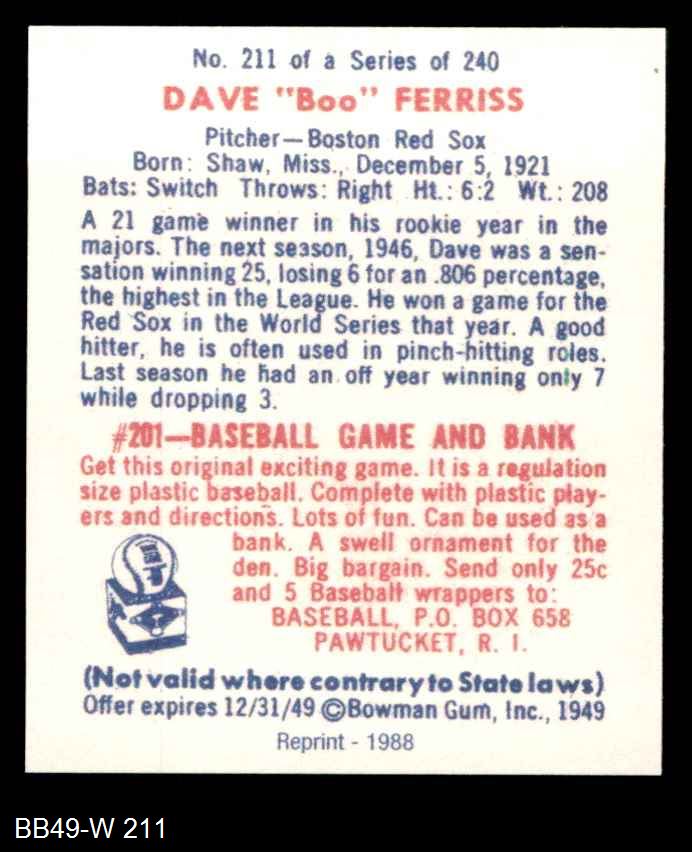 No. 211 of a Series of 240
DAVE "Boo" FERRISS
Pitcher—Boston Red Sox
Born: Shaw, Miss., December 5, 1921
Bats: Switch Throws: Right Ht.: 6:2 Wt.: 208
A 21 game winner in his rookie year in the
majors. The next season, 1946, Dave was a sen-
sation winning 25, losing 6 for an .806 percentage,
the highest in the League. He won a game for the
Red Sox in the World Series that year. A good
hitter, he is often used in pinch-hitting roles.
Last season he had an off year winning only 7
while dropping 3.
#201—BASEBALL GAME AND BANK
Get this original exciting game. It is a regulation
size plastic baseball. Complete with plastic play-
ers and directions. Lots of fun. Can be used as a
bank. A swell ornament for the
den. Big bargain. Send only 25c
and 5 Baseball wrappers to:
BASEBALL, P.O. BOX 658
PAWTUCKET, R. I.
(Not valid where contrary to State laws)
Offer expires 12/31/49 ©Bowman Gum, Inc., 1949
Reprint - 1988
BB49-W 211